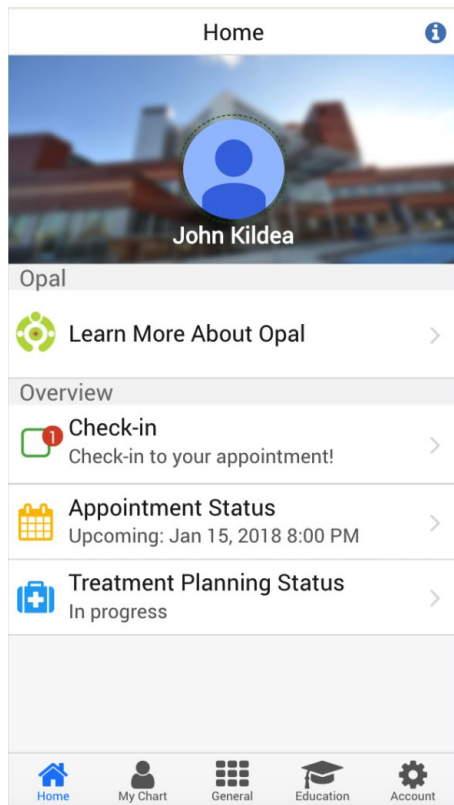 Home
John Kildea
Opal
Learn More About Opal
Overview
1
Check-in
Check-in to your appointment!
Appointment Status
Upcoming: Jan 15, 2018 8:00 PM
Treatment Planning Status
In progress
Home My Chart General Education Account